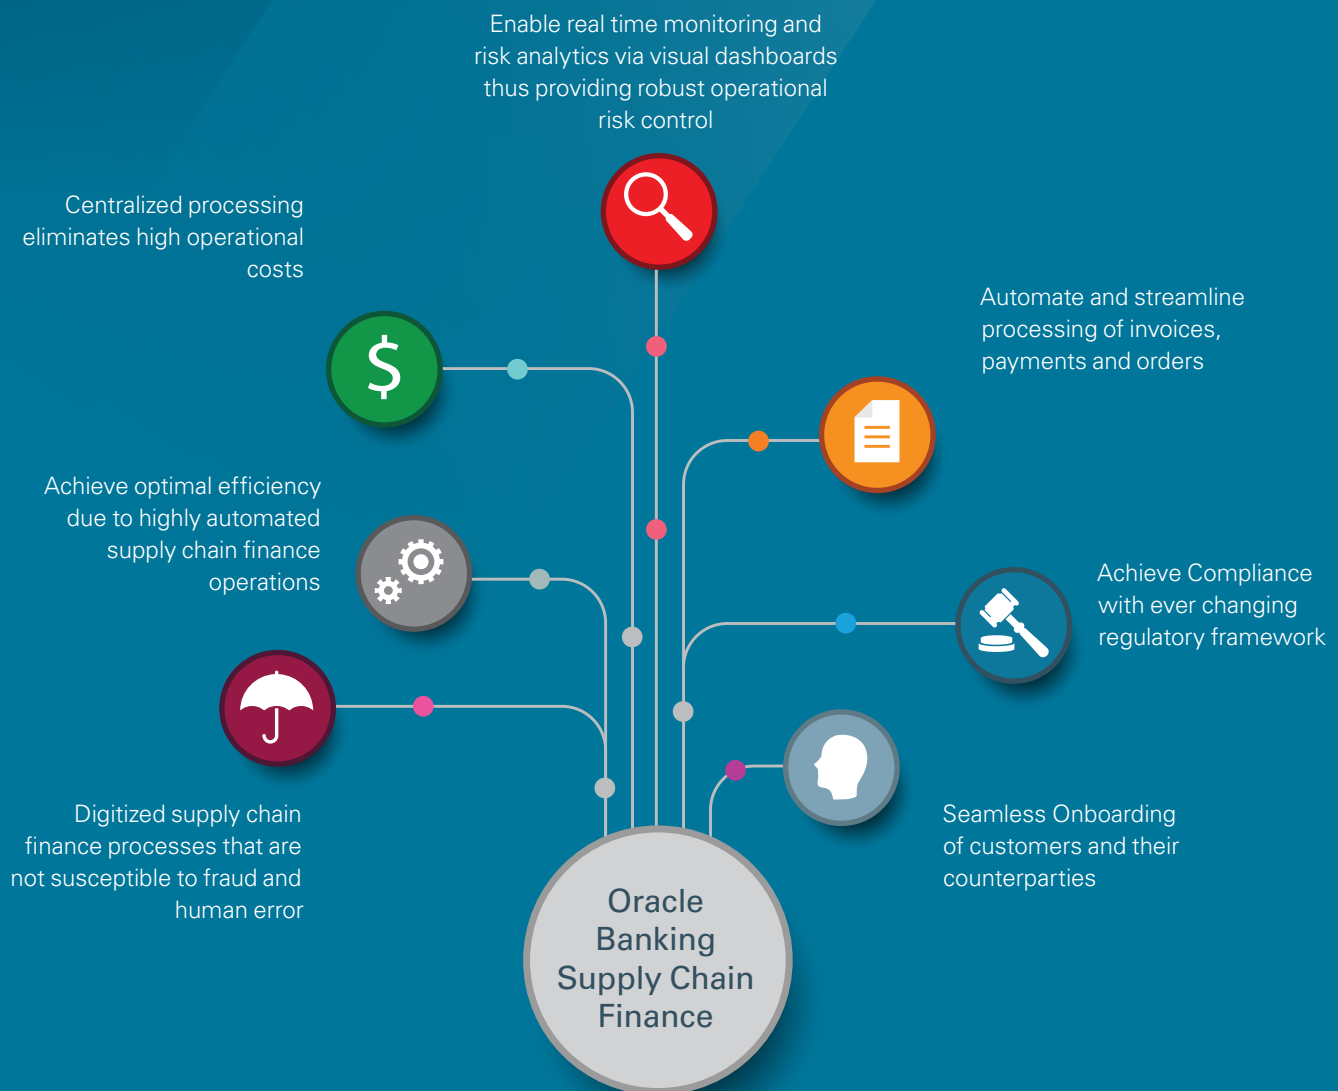 Enable real time monitoring and
risk analytics via visual dashboards
thus providing robust operational
risk control
Centralized processing
eliminates high operational
costs
$
Automate and streamline
processing of invoices,
payments and orders
Achieve optimal efficiency
due to highly automated
supply chain finance
operations
Achieve Compliance
with ever changing
regulatory framework
Digitized supply chain
finance processes that are
not susceptible to fraud and
human error
Seamless Onboarding
of customers and their
counterparties
Oracle
Banking
Supply Chain
Finance